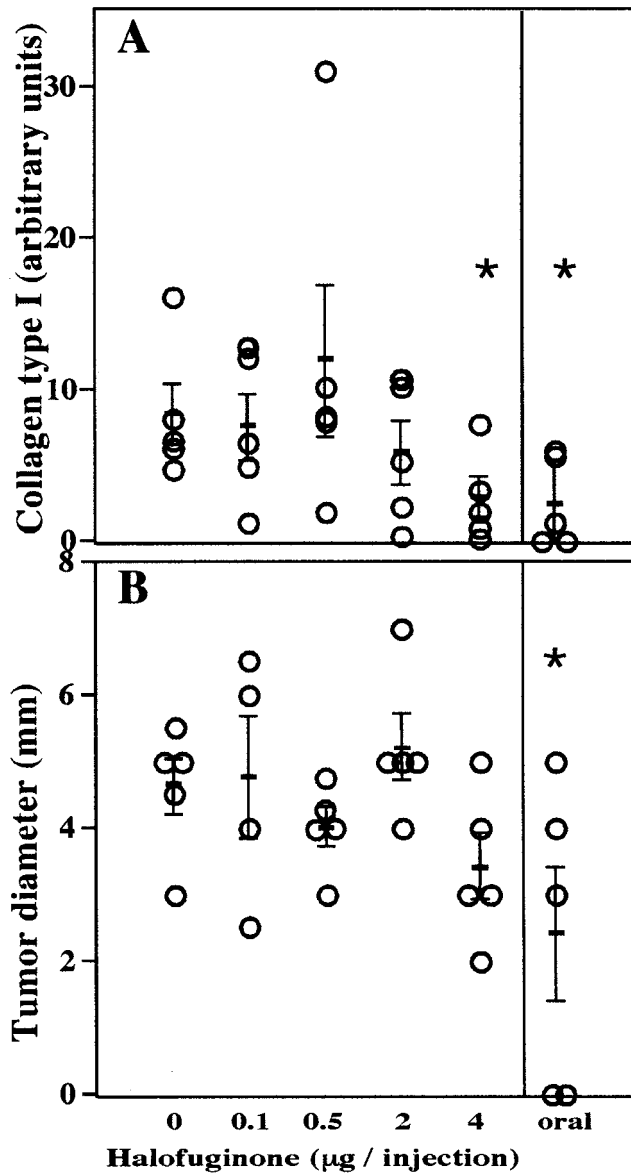 A
Collagen type I (arbitrary units)
30
20
10
0
* *
B
Tumor diameter (mm)
8
6
4
2
0
*
0 0.1 0.5 2 4 oral
Halofuginone (µg / injection)